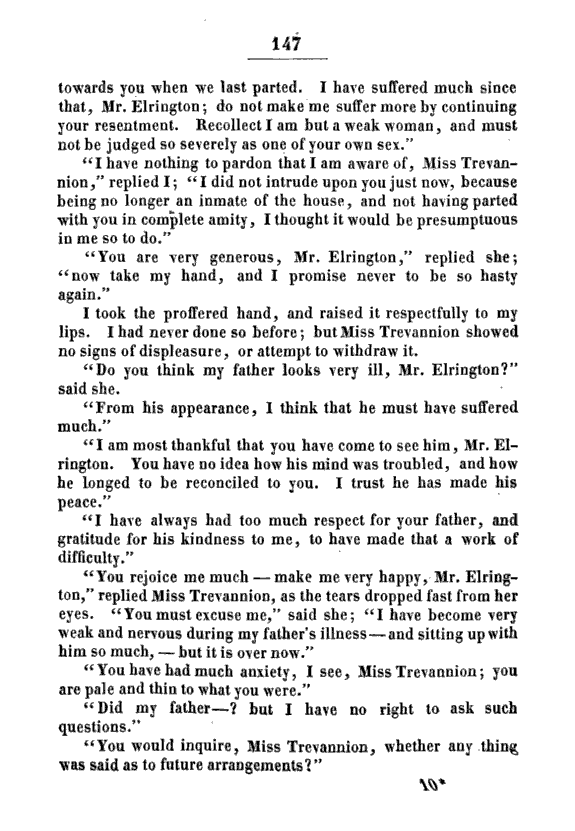 147
towards you when we last parted. I have suffered much since
that, Mr. Elrington; do not make me suffer more by continuing
your resentment. Recollect I am but a weak woman, and must
not be judged so severely as one of your own sex.”
“I have nothing to pardon that I am aware of, Miss Trevan-
nion,” replied I; “I did not intrude upon you just now, because
being no longer an inmate of the house, and not having parted
with you in complete amity, I thought it would be presumptuous
in me so to do.”
“You are very generous, Mr. Elrington,” replied she;
“now take my hand, and I promise never to be so hasty
again.”
I took the proffered hand, and raised it respectfully to my
lips. I had never done so before; but Miss Trevannion showed
no signs of displeasure, or attempt to withdraw it.
“Do you think my father looks very ill, Mr. Elrington?”
said she.
“From his appearance, I think that he must have suffered
much.”
“I am most thankful that you have come to see him, Mr. El-
rington. You have no idea how his mind was troubled, and how
he longed to be reconciled to you. I trust he has made his
peace.”
“I have always had too much respect for your father, and
gratitude for his kindness to me, to have made that a work of
difficulty.”
“You rejoice me much — make me very happy, Mr. Elring-
ton,” replied Miss Trevannion, as the tears dropped fast from her
eyes. “You must excuse me,” said she; “I have become very
weak and nervous during my father's illness—and sitting up with
him so much, — but it is over now.”
“You have had much anxiety, I see, Miss Trevannion; you
are pale and thin to what you were.”
“Did my father—? but I have no right to ask such
questions.”
“You would inquire, Miss Trevannion, whether any thing
was said as to future arrangements?”
10*